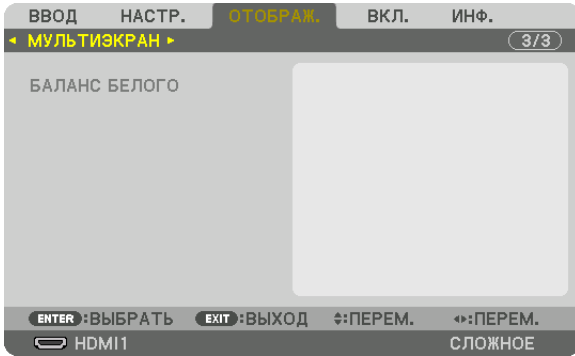 ВВОД НАСТР. ОТОБРАЖ. ВКЛ. ИНФ.
МУЛЬТИЭКРАН 3/3
БАЛАНС БЕЛОГО
ENTER :ВЫБРАТЬ EXIT :ВЫХОД :ПЕРЕМ. :ПЕРЕМ.
HDMI1 СЛОЖНОЕ